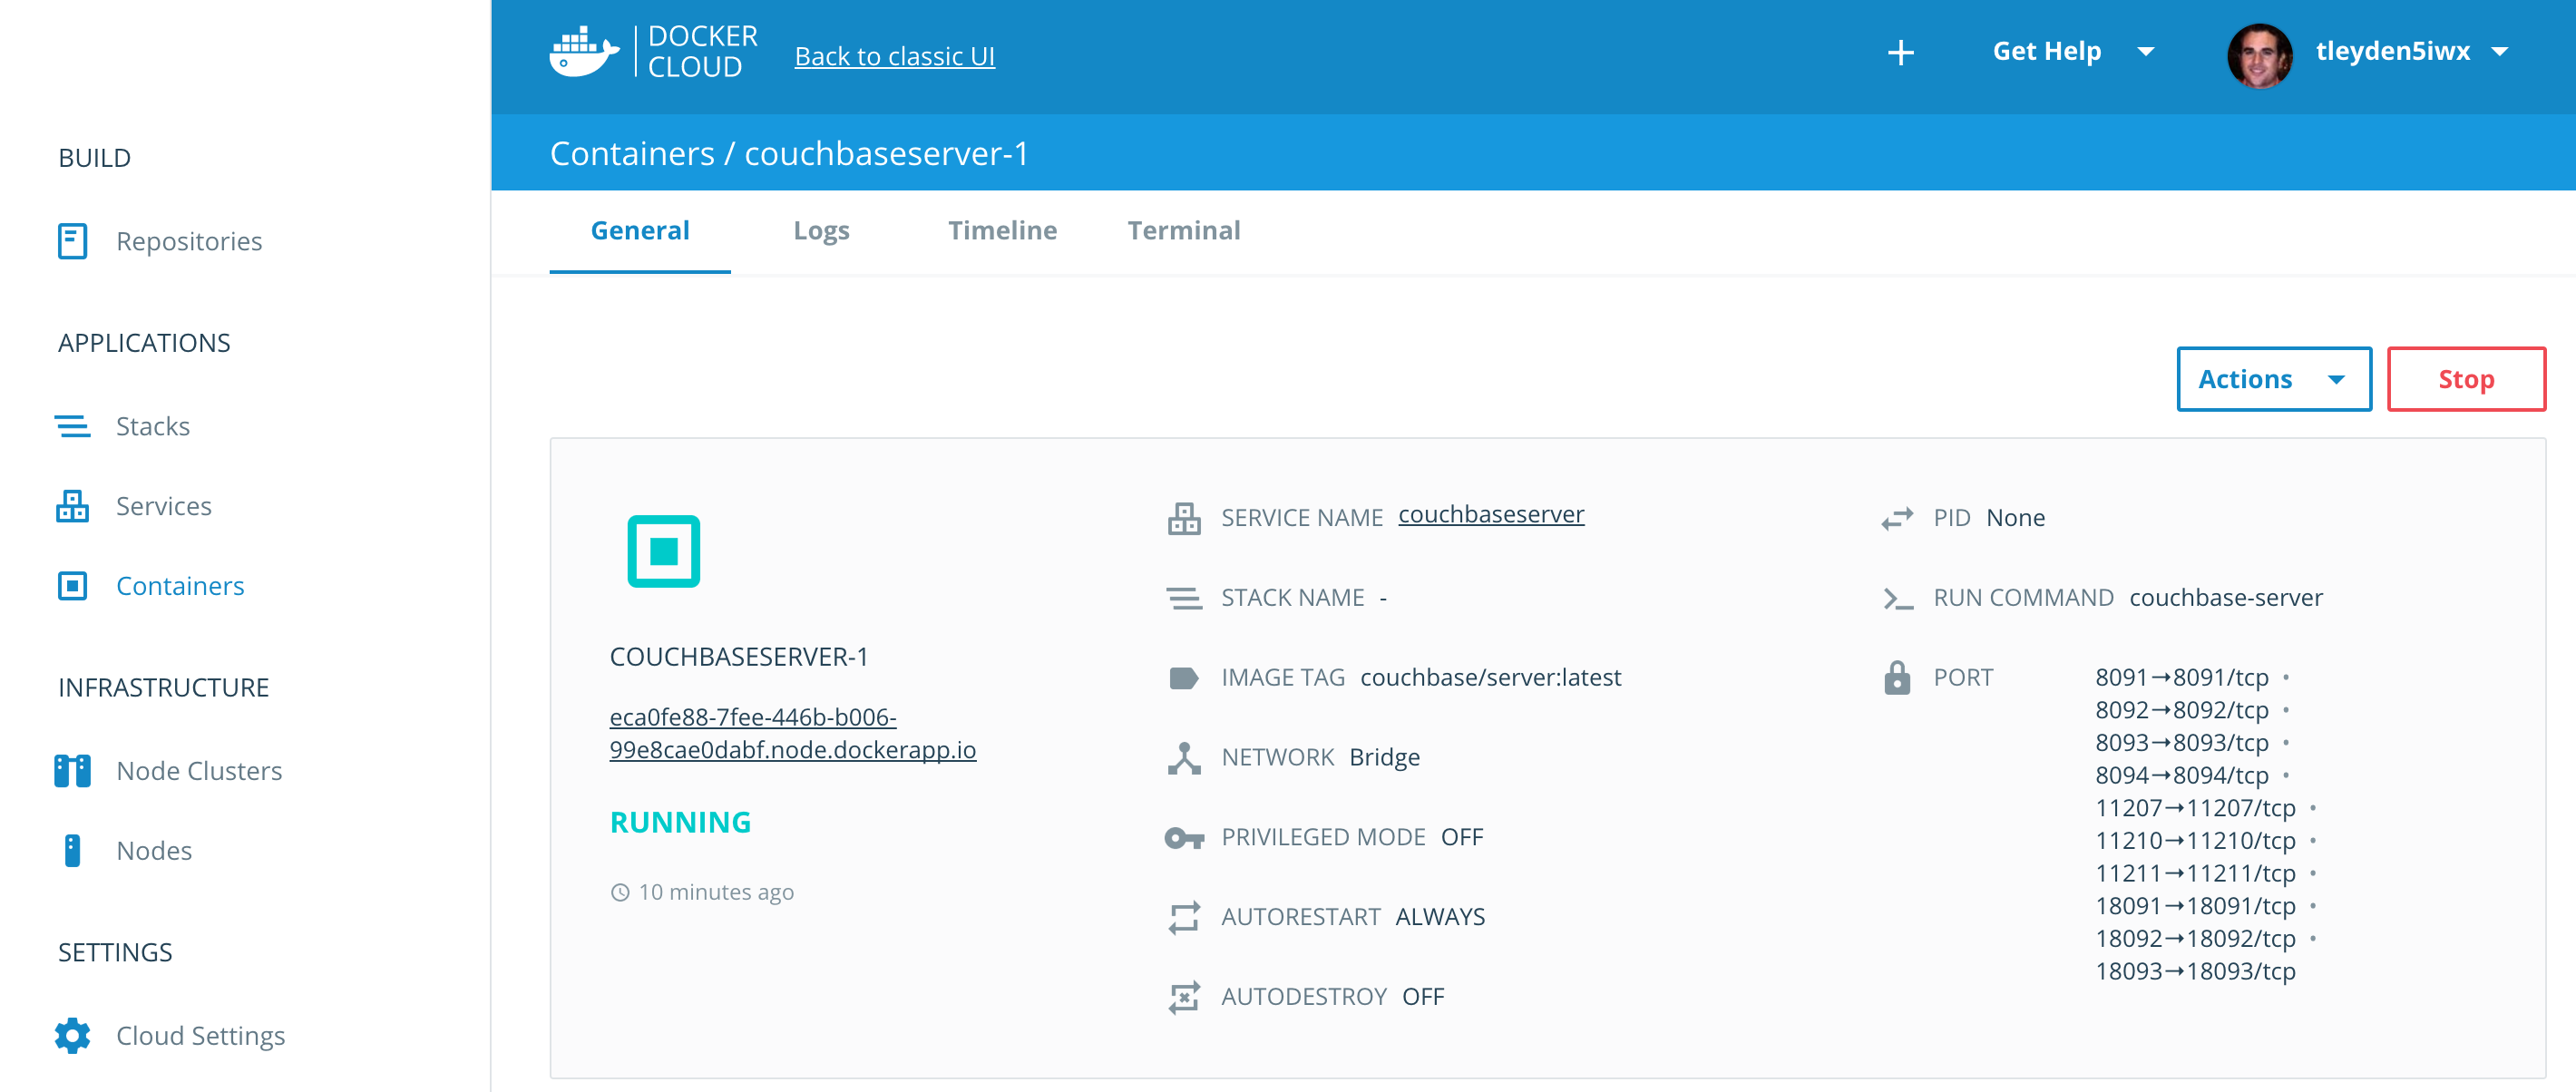 BUILD
Repositories
APPLICATIONS
Stacks
Services
Containers
INFRASTRUCTURE
Node Clusters
Nodes
SETTINGS
Cloud Settings
DOCKER
CLOUD
Back to classic UI
+
Get Help
tleyden5iwx
Containers / couchbaseserver-1
General Logs Timeline Terminal
Actions
Stop
COUCHBASESERVER-1
eca0fe88-7fee-446b-b006-
99e8cae0dabf.node.dockerapp.io
RUNNING
10 minutes ago
SERVICE NAME couchbaseserver
STACK NAME -
IMAGE TAG couchbase/server:latest
NETWORK Bridge
PRIVILEGED MODE OFF
AUTORESTART ALWAYS
AUTODESTROY OFF
PID None
RUN COMMAND couchbase-server
PORT 8091→8091/tcp •
8092→8092/tcp •
8093→8093/tcp •
8094→8094/tcp •
11207→11207/tcp •
11210→11210/tcp •
11211→11211/tcp •
18091→18091/tcp •
18092→18092/tcp •
18093→18093/tcp